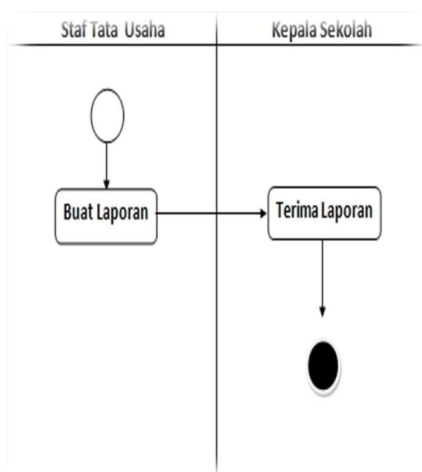 Staf Tata Usaha
Kepala Sekolah
Buat Laporan
Terima Laporan